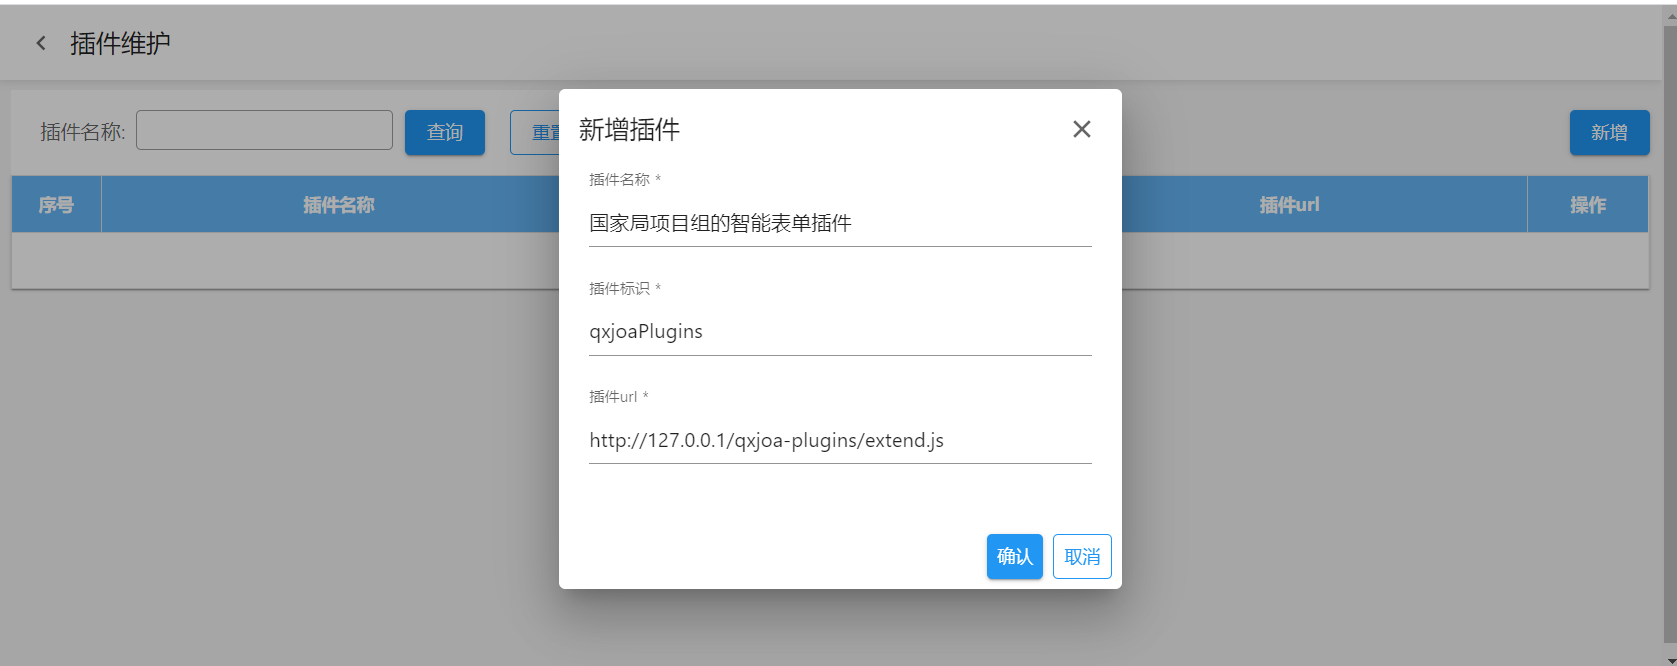 插件维护
插件名称:
查询
重置
新增
序号
插件名称
插件url
操作
新增插件
插件名称 *
国家局项目组的智能表单插件
插件标识 *
qxjoaPlugins
插件url *
http://127.0.0.1/qxjoa-plugins/extend.js
确认
取消